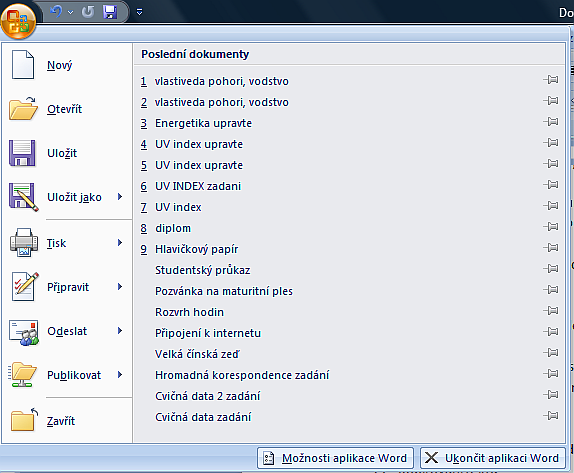 Do
Nový
Otevřít
Uložit
Uložit jako
Tisk
Připravit
Odeslat
Publikovat
Zavřít
Poslední dokumenty
1 vlastiveda pohori, vodstvo
2 vlastiveda pohori, vodstvo
3 Energetika upravte
4 UV index upravte
5 UV index upravte
6 UV INDEX zadani
7 UV index
8 diplom
9 Hlavičkový papír
Studentský průkaz
Pozvánka na maturitní ples
Rozvrh hodin
Připojení k internetu
Velká čínská zeď
Hromadná korespondence zadání
Cvičná data 2 zadání
Cvičná data zadání
Možnosti aplikace Word
Ukončit aplikaci Word